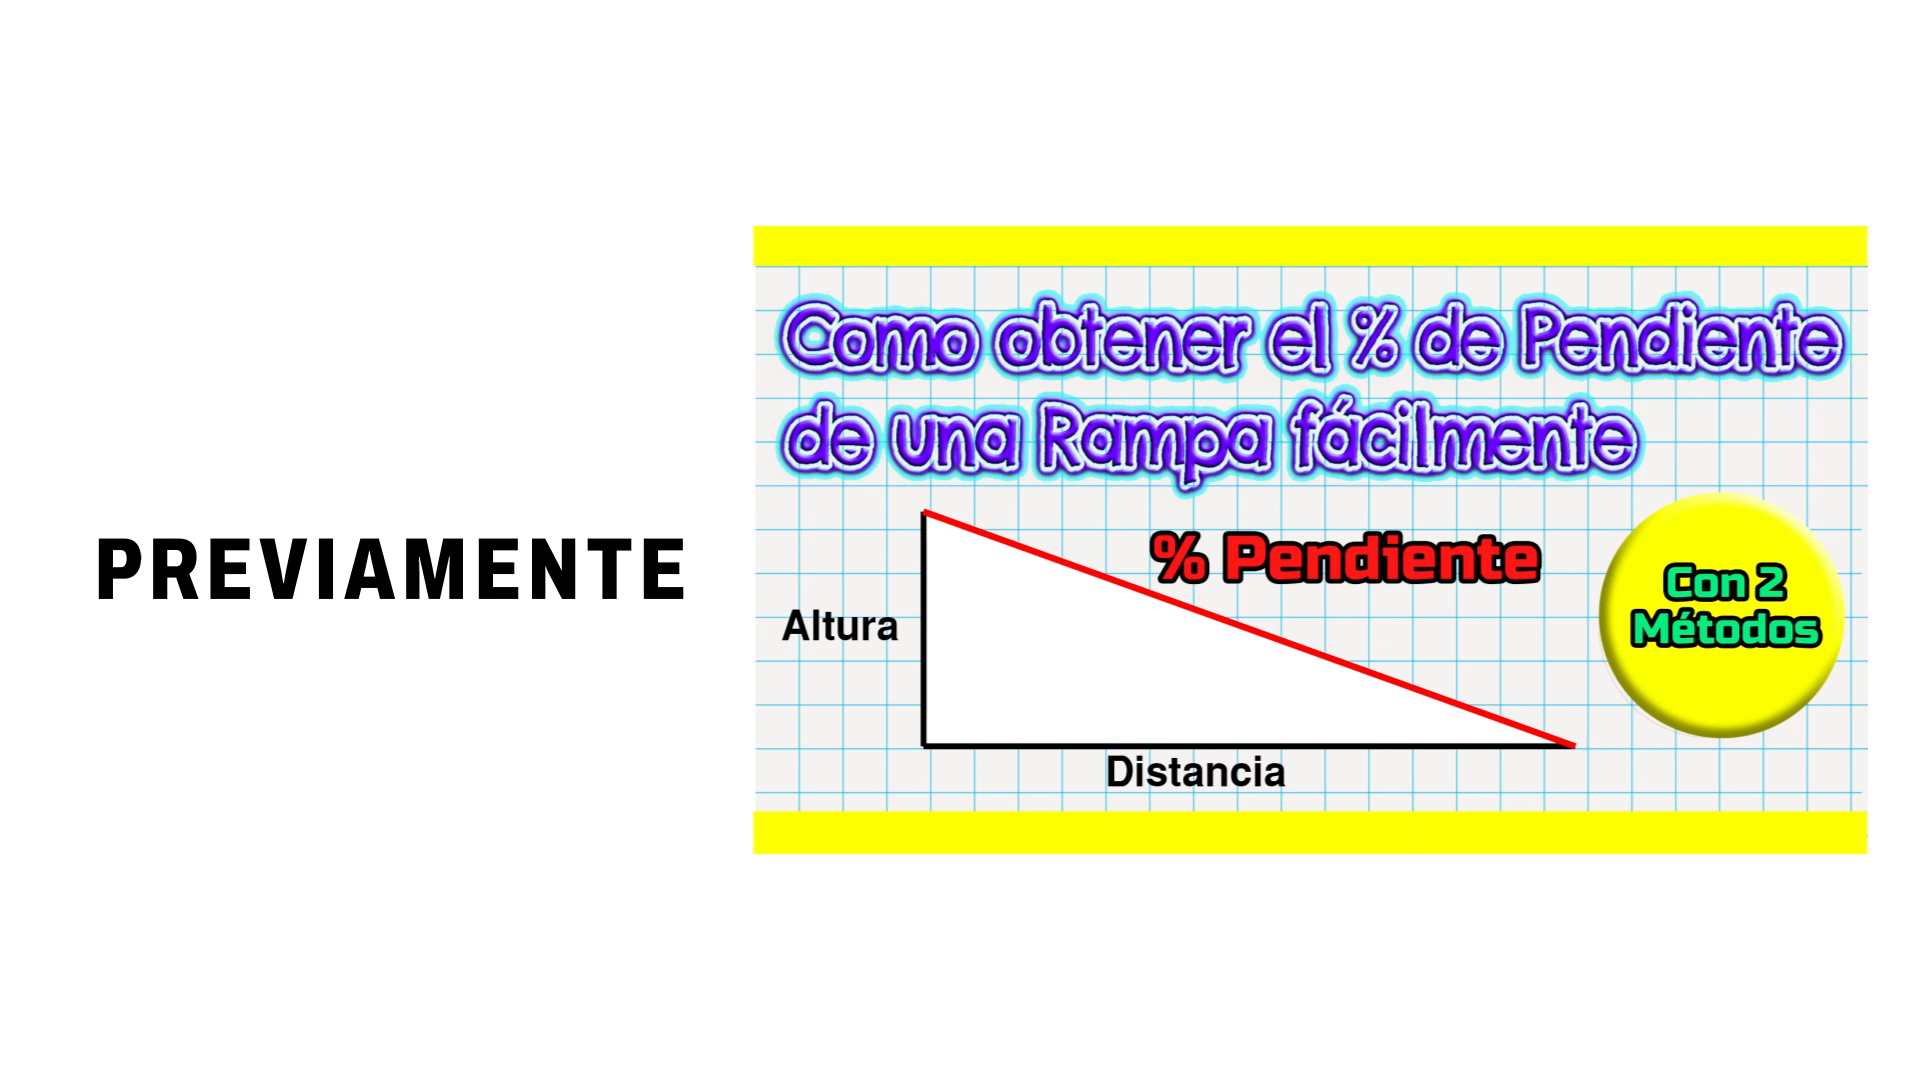 PREVIAMENTE
Como obtener el % de Pendiente
de una Rampa fácilmente
% Pendiente
Con 2
Métodos
Altura
Distancia